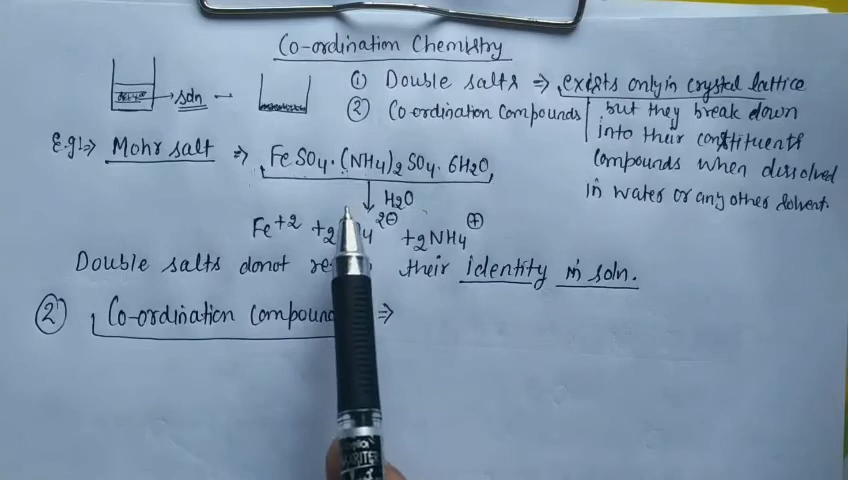 Co-ordination Chemistry
soln
① Double salts ⇒ exists only in crystal lattice
② Co-ordination Compounds
but they break down
into their constituents
compounds when dissolved
in water or any other solvent.
E.g1⇒ Mohr salt ⇒ FeSO4·(NH4)2SO4·6H2O
H2O
Fe+2 + 2 4 2⊖ + 2NH4 ⊕
Double salts donot re their identity in soln.
② Co-ordination Compound ⇒